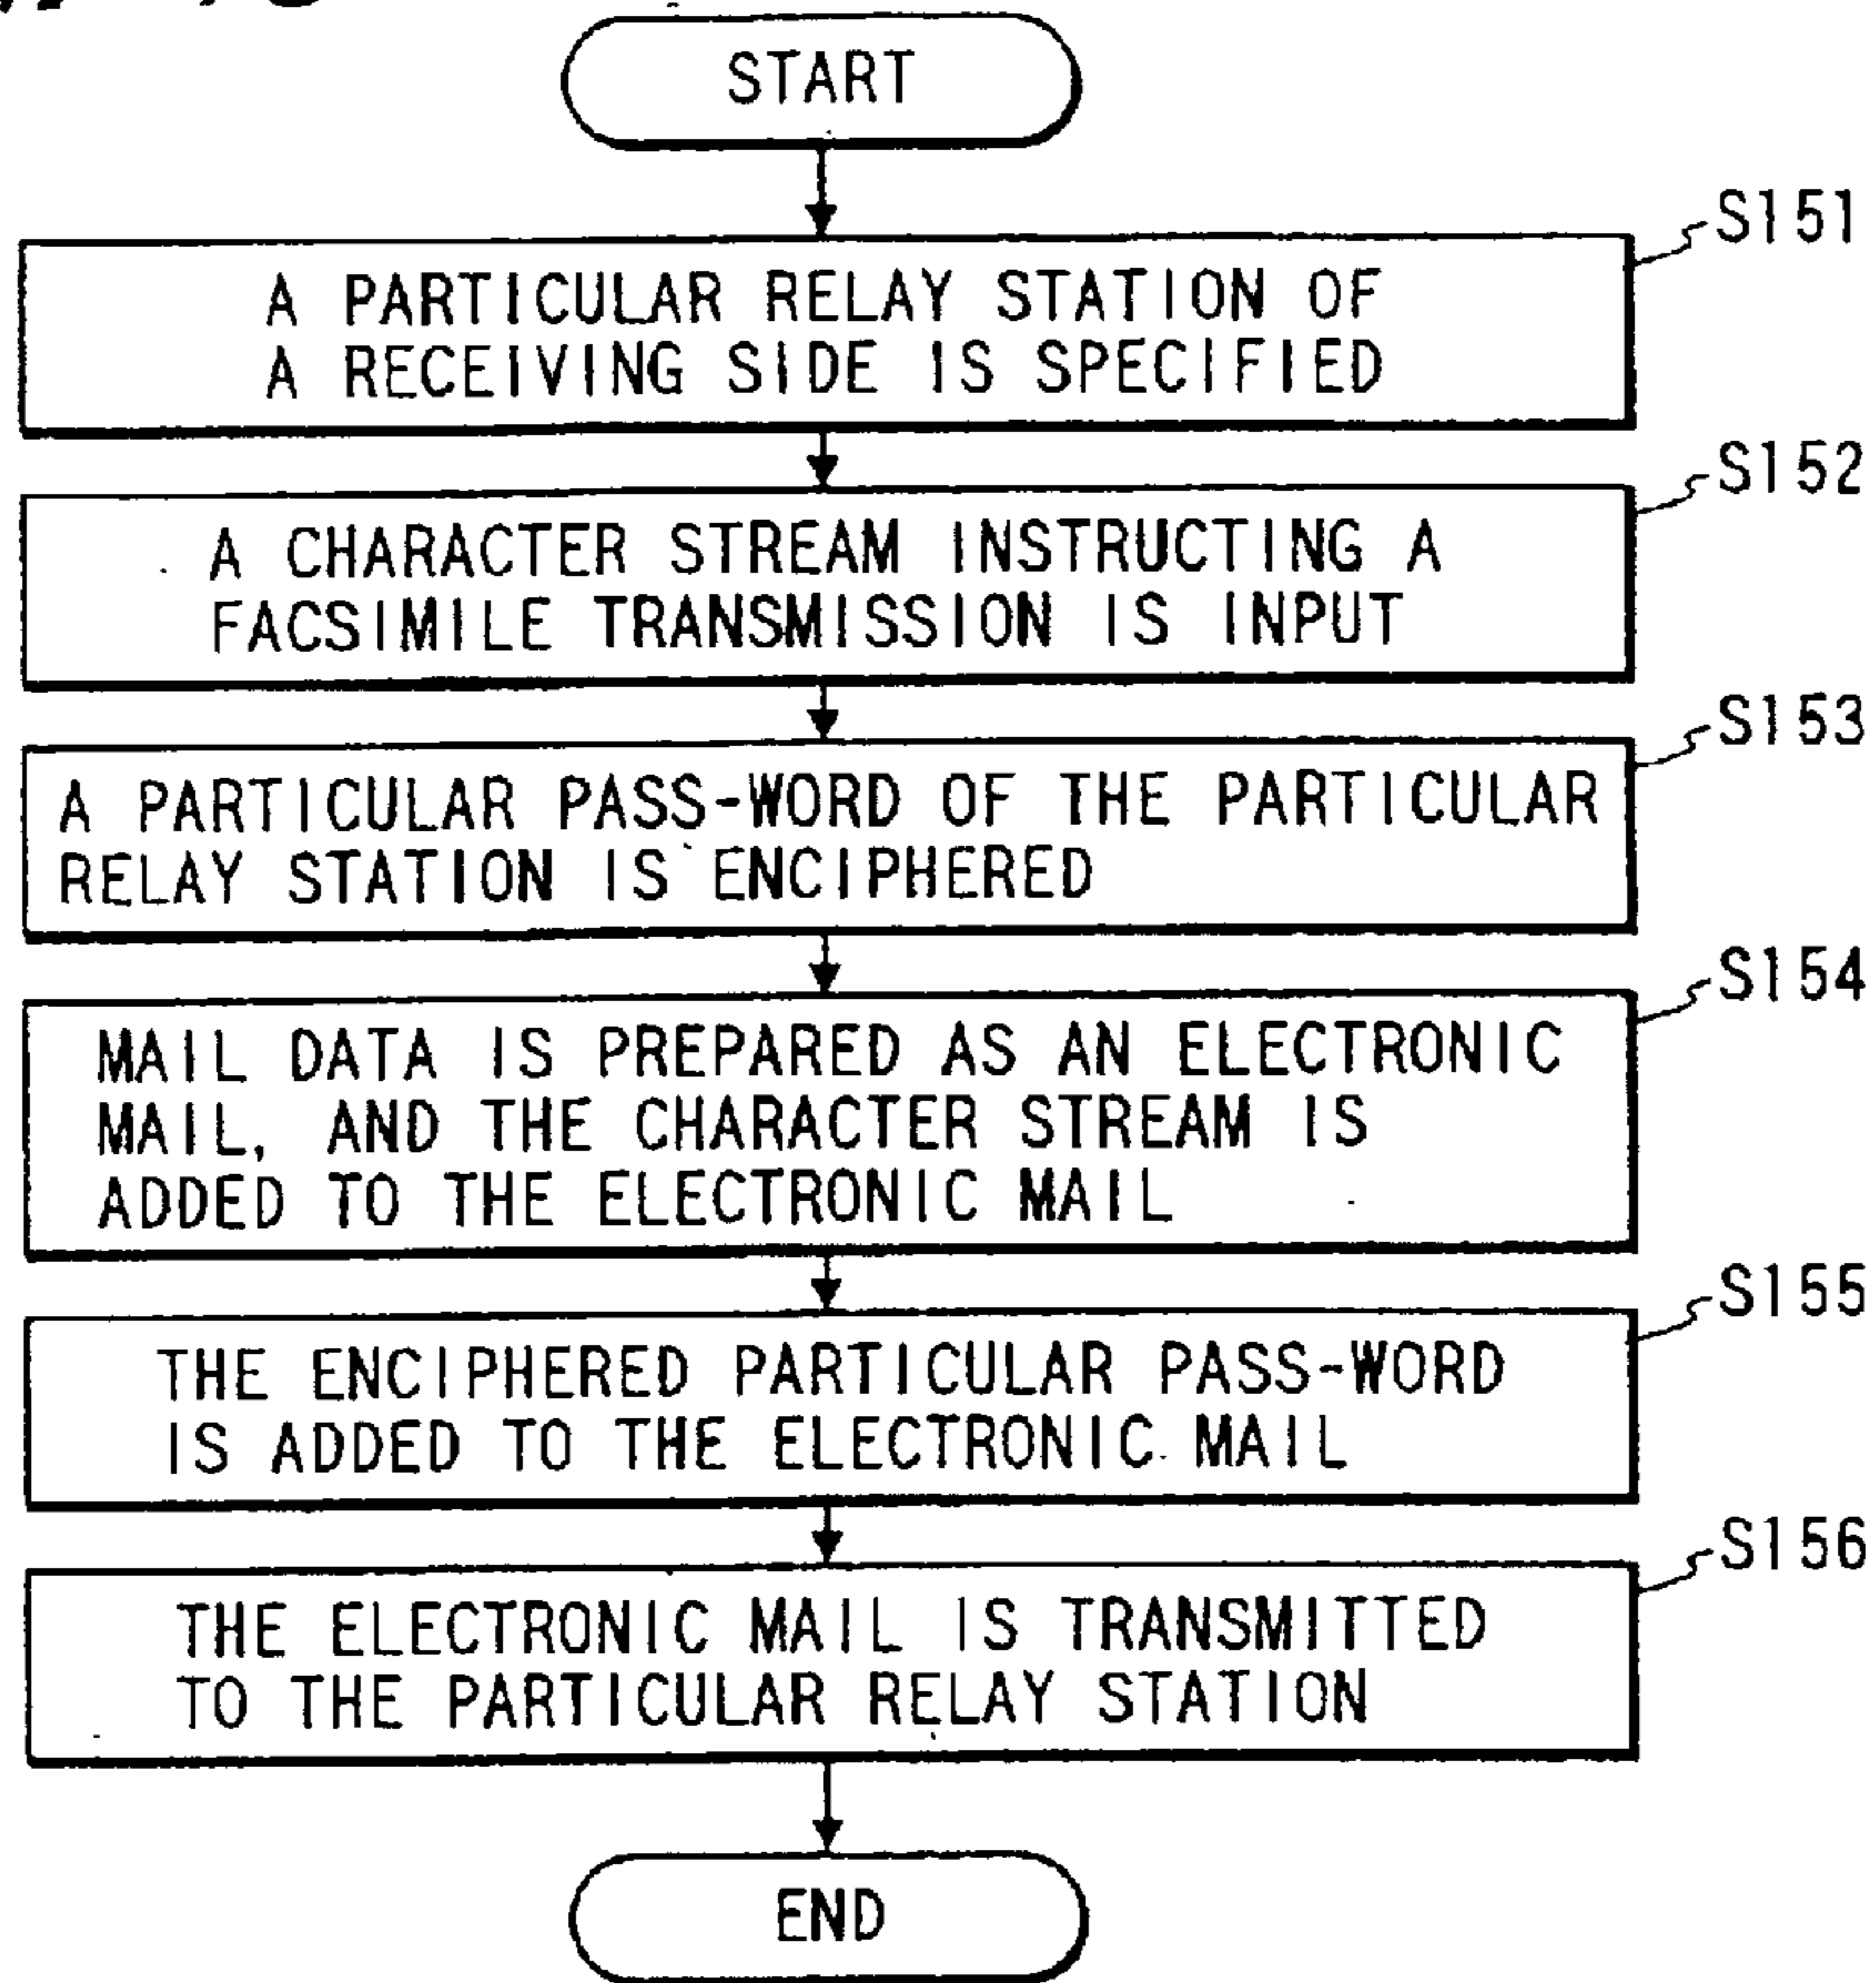 START
S151
A PARTICULAR RELAY STATION OF
A RECEIVING SIDE IS SPECIFIED
S152
A CHARACTER STREAM INSTRUCTING A
FACSIMILE TRANSMISSION IS INPUT
S153
A PARTICULAR PASS-WORD OF THE PARTICULAR
RELAY STATION IS ENCIPHERED
S154
MAIL DATA IS PREPARED AS AN ELECTRONIC
MAIL, AND THE CHARACTER STREAM IS
ADDED TO THE ELECTRONIC MAIL
S155
THE ENCIPHERED PARTICULAR PASS-WORD
IS ADDED TO THE ELECTRONIC MAIL
S156
THE ELECTRONIC MAIL IS TRANSMITTED
TO THE PARTICULAR RELAY STATION
END